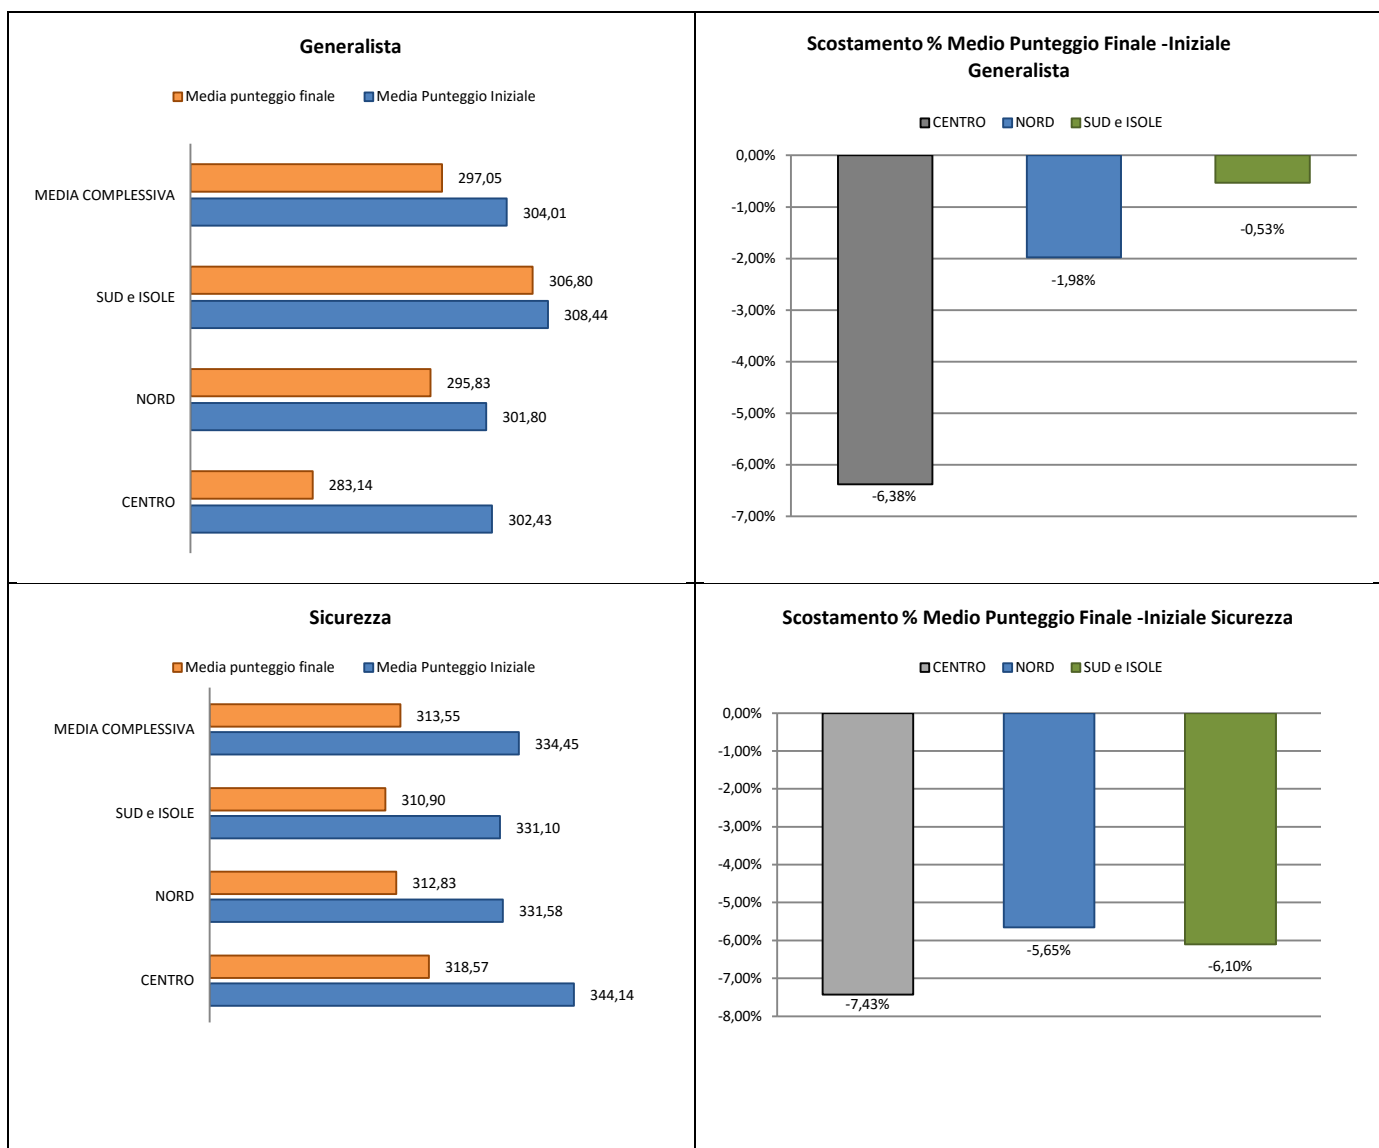 Generalista
Media punteggio finale Media Punteggio Iniziale
MEDIA COMPLESSIVA
297,05
304,01
SUD e ISOLE
306,80
308,44
NORD
295,83
301,80
CENTRO
283,14
302,43
Scostamento % Medio Punteggio Finale -Iniziale
Generalista
CENTRO NORD SUD e ISOLE
0,00%
-1,00%
-2,00%
-3,00%
-4,00%
-5,00%
-6,00%
-7,00%
-6,38%
-1,98%
-0,53%
Sicurezza
Media punteggio finale Media Punteggio Iniziale
MEDIA COMPLESSIVA
313,55
334,45
SUD e ISOLE
310,90
331,10
NORD
312,83
331,58
CENTRO
318,57
344,14
Scostamento % Medio Punteggio Finale -Iniziale Sicurezza
CENTRO NORD SUD e ISOLE
0,00%
-1,00%
-2,00%
-3,00%
-4,00%
-5,00%
-6,00%
-7,00%
-8,00%
-7,43%
-5,65%
-6,10%